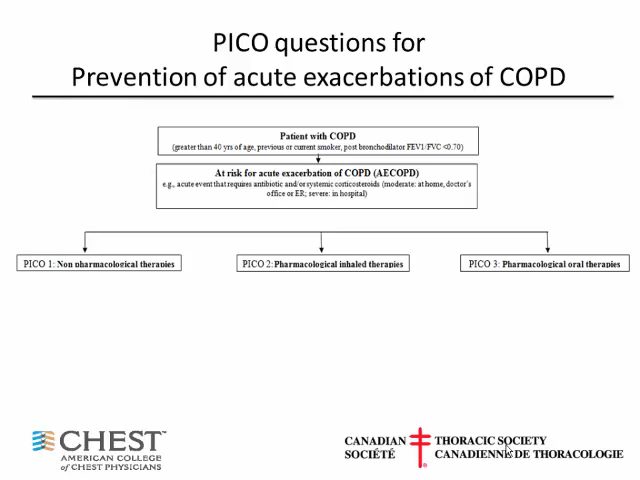 PICO questions for
Prevention of acute exacerbations of COPD
Patient with COPD
(greater than 40 yrs of age, previous or current smoker, post bronchodilator FEV1/FVC <0.70)
At risk for acute exacerbation of COPD (AECOPD)
e.g., acute event that requires antibiotic and/or systemic corticosteroids (moderate: at home, doctor's
office or ER; severe: in hospital)
PICO 1: Non pharmacological therapies
PICO 2: Pharmacological inhaled therapies
PICO 3: Pharmacological oral therapies
CHEST™
AMERICAN COLLEGE
of CHEST PHYSICIANS
CANADIAN THORACIC SOCIETY
SOCIÉTÉ CANADIENNE DE THORACOLOGIE